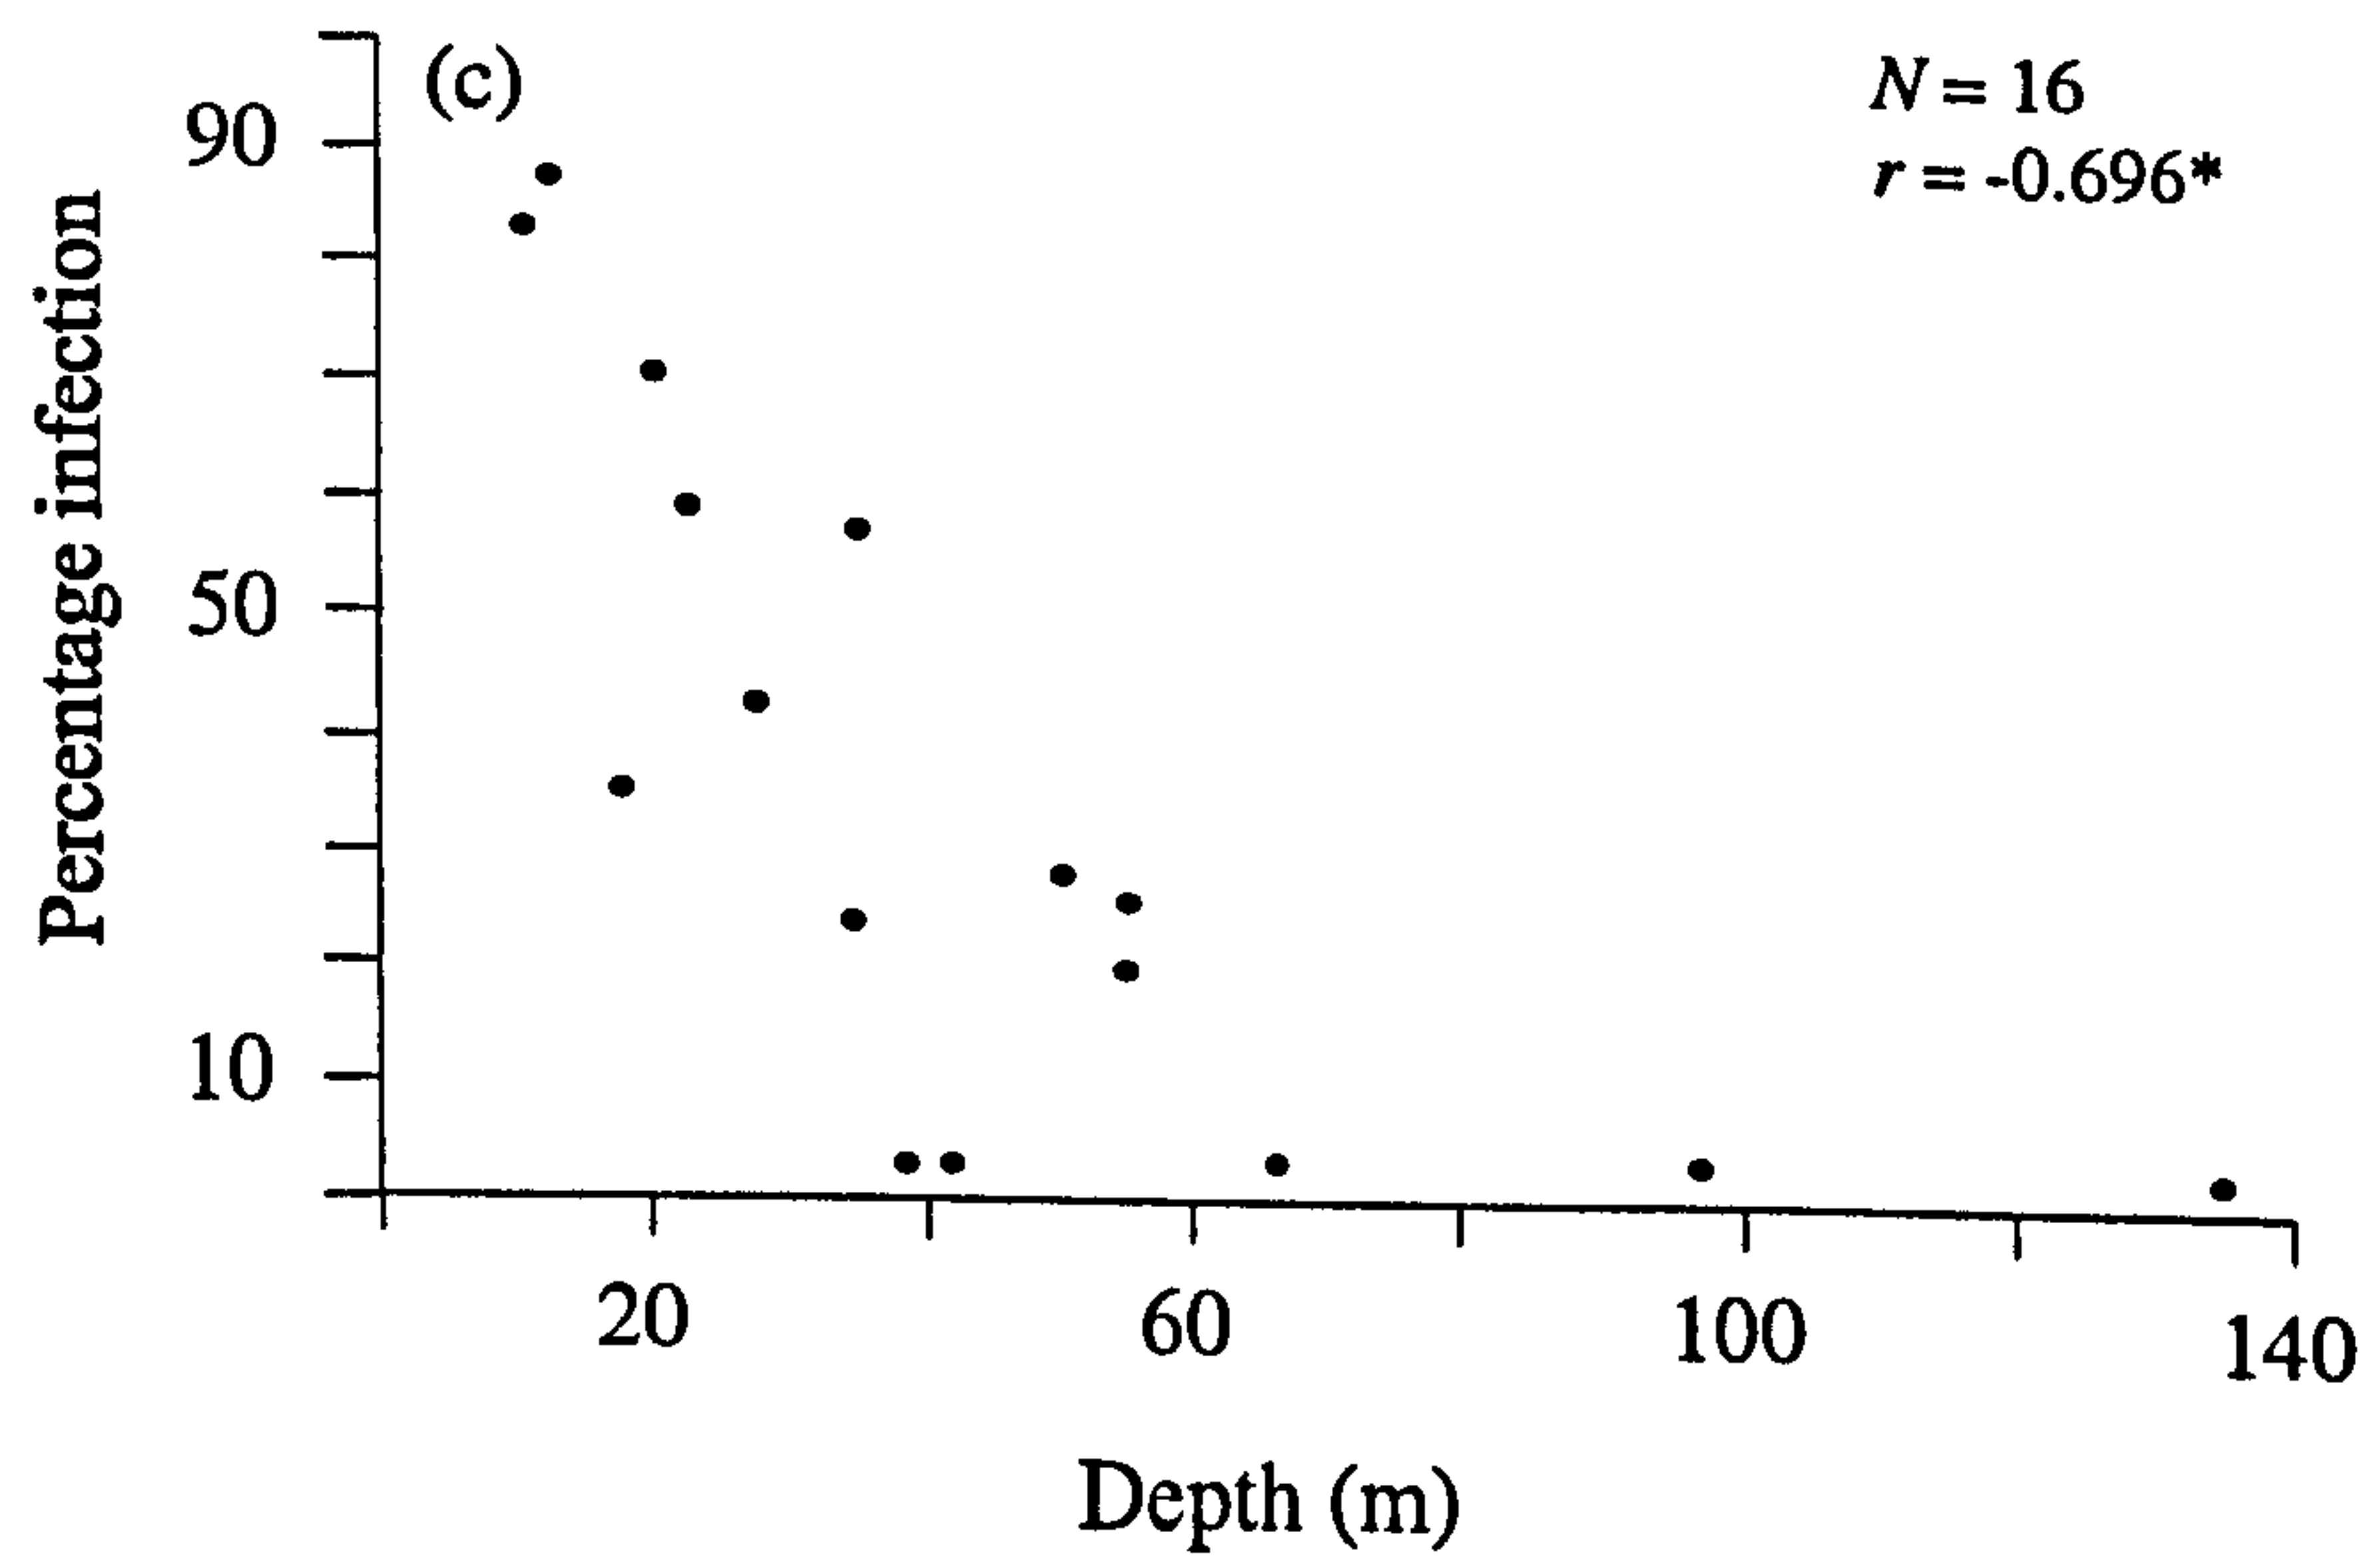 (c)
N = 16
r = -0.696*
90
50
10
Percentage infection
20
60
100
140
Depth (m)